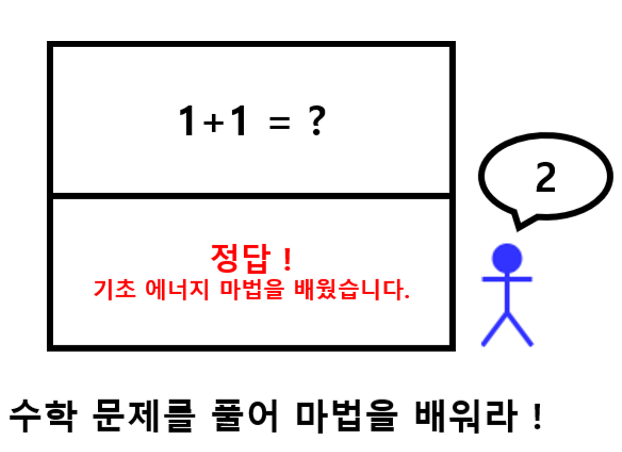 1+1 = ?
2
정답 !
기초 에너지 마법을 배웠습니다.
수학 문제를 풀어 마법을 배워라 !